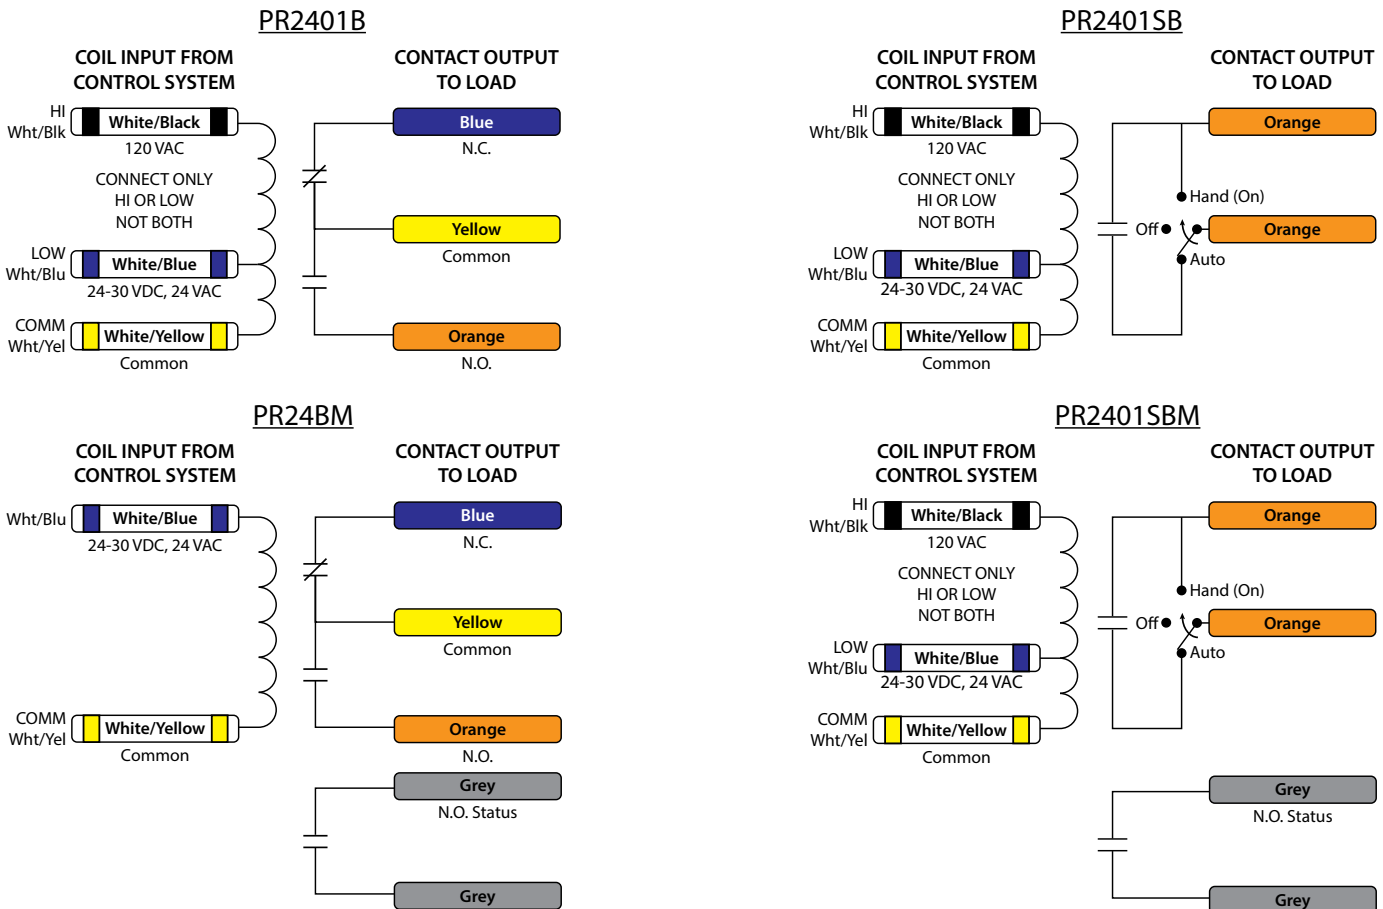 PR2401B
COIL INPUT FROM
CONTROL SYSTEM
CONTACT OUTPUT
TO LOAD
HI
Wht/Blk
White/Black
120 VAC
CONNECT ONLY
HI OR LOW
NOT BOTH
LOW
Wht/Blu
White/Blue
24-30 VDC, 24 VAC
COMM
Wht/Yel
White/Yellow
Common
Blue
N.C.
Yellow
Common
Orange
N.O.
PR2401SB
COIL INPUT FROM
CONTROL SYSTEM
CONTACT OUTPUT
TO LOAD
HI
Wht/Blk
White/Black
120 VAC
CONNECT ONLY
HI OR LOW
NOT BOTH
LOW
Wht/Blu
White/Blue
24-30 VDC, 24 VAC
COMM
Wht/Yel
White/Yellow
Common
Orange
Hand (On)
Off
Orange
Auto
PR24BM
COIL INPUT FROM
CONTROL SYSTEM
CONTACT OUTPUT
TO LOAD
Wht/Blu
White/Blue
24-30 VDC, 24 VAC
COMM
Wht/Yel
White/Yellow
Common
Blue
N.C.
Yellow
Common
Orange
N.O.
Grey
N.O. Status
Grey
PR2401SBM
COIL INPUT FROM
CONTROL SYSTEM
CONTACT OUTPUT
TO LOAD
HI
Wht/Blk
White/Black
120 VAC
CONNECT ONLY
HI OR LOW
NOT BOTH
LOW
Wht/Blu
White/Blue
24-30 VDC, 24 VAC
COMM
Wht/Yel
White/Yellow
Common
Orange
Hand (On)
Off
Orange
Auto
Grey
N.O. Status
Grey